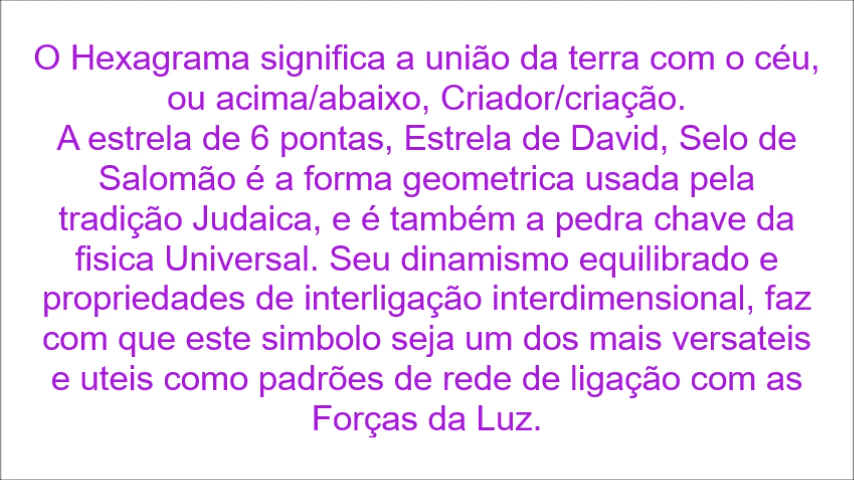 O Hexagrama significa a união da terra com o céu,
ou acima/abaixo, Criador/criação.
A estrela de 6 pontas, Estrela de David, Selo de
Salomão é a forma geometrica usada pela
tradição Judaica, e é também a pedra chave da
fisica Universal. Seu dinamismo equilibrado e
propriedades de interligação interdimensional, faz
com que este simbolo seja um dos mais versateis
e uteis como padrões de rede de ligação com as
Forças da Luz.